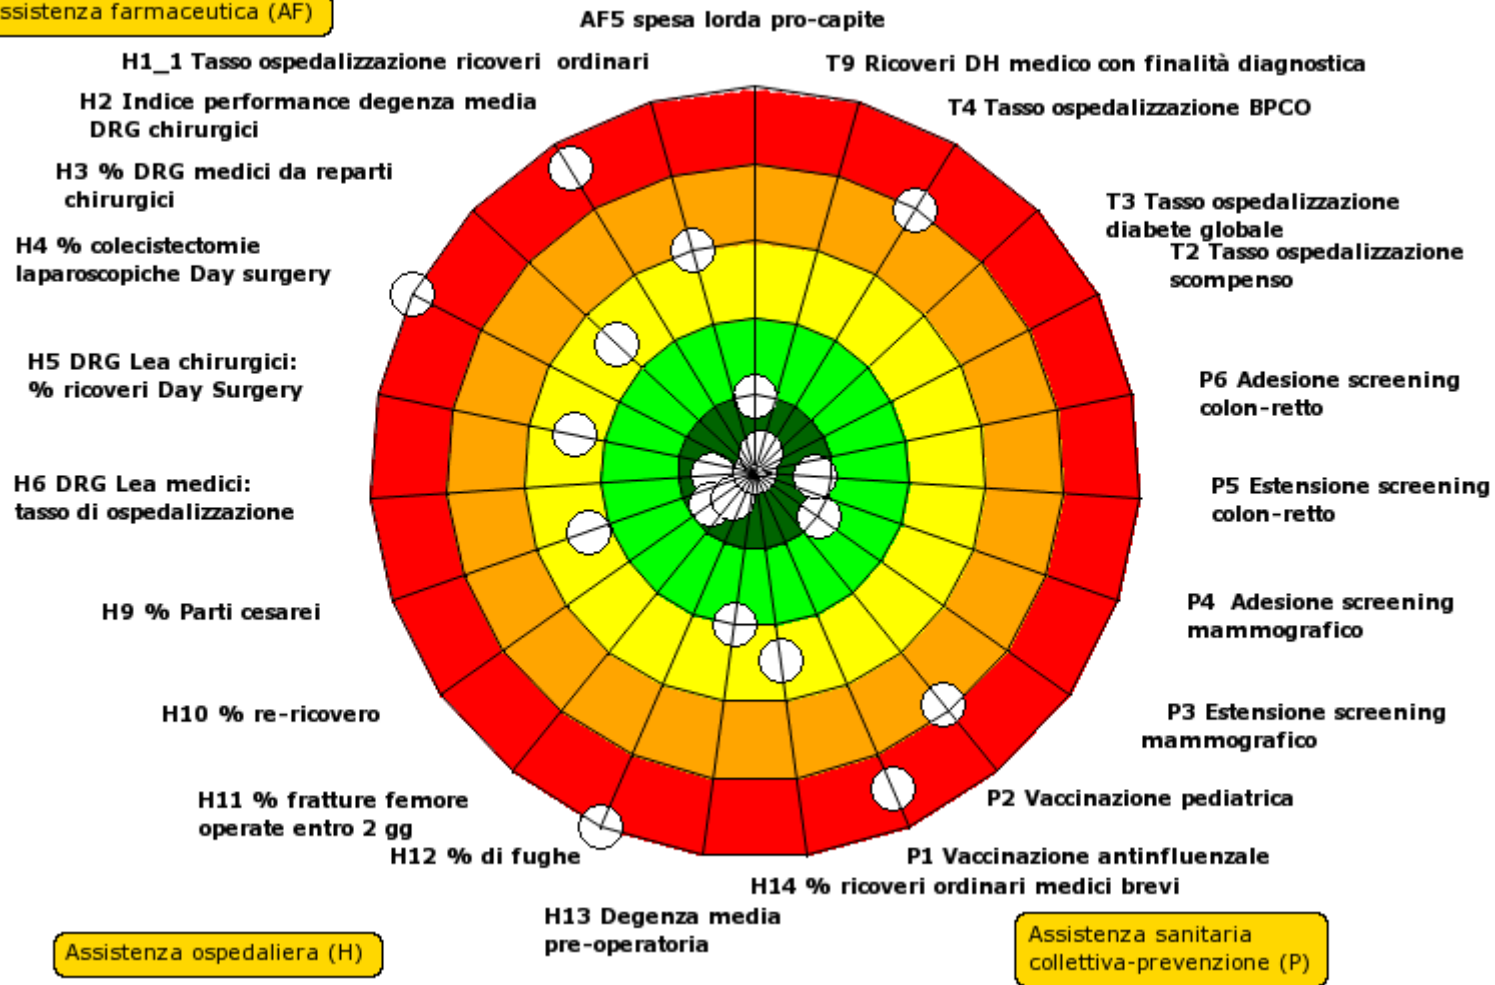 ssistenza farmaceutica (AF)
AF5 spesa lorda pro-capite
H1_1 Tasso ospedalizzazione ricoveri ordinari
T9 Ricoveri DH medico con finalità diagnostica
H2 Indice performance degenza media
DRG chirurgici
T4 Tasso ospedalizzazione BPCO
H3 % DRG medici da reparti
chirurgici
T3 Tasso ospedalizzazione
diabete globale
H4 % colecistectomie
laparoscopiche Day surgery
T2 Tasso ospedalizzazione
scompenso
H5 DRG Lea chirurgici:
% ricoveri Day Surgery
P6 Adesione screening
colon-retto
H6 DRG Lea medici:
tasso di ospedalizzazione
P5 Estensione screening
colon-retto
H9 % Parti cesarei
P4 Adesione screening
mammografico
H10 % re-ricovero
P3 Estensione screening
mammografico
H11 % fratture femore
operate entro 2 gg
P2 Vaccinazione pediatrica
H12 % di fughe
P1 Vaccinazione antinfluenzale
H14 % ricoveri ordinari medici brevi
H13 Degenza media
pre-operatoria
Assistenza ospedaliera (H)
Assistenza sanitaria
collettiva-prevenzione (P)